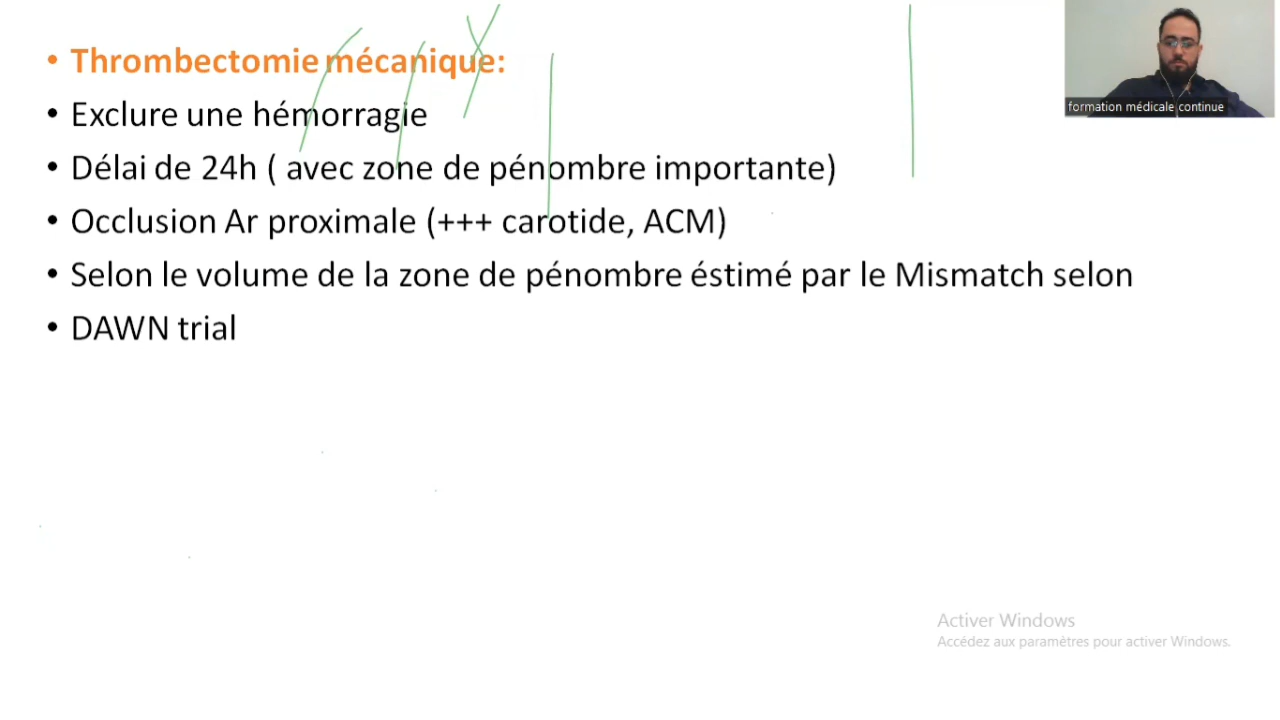 • Thrombectomie mécanique:
• Exclure une hémorragie
• Délai de 24h ( avec zone de pénombre importante)
• Occlusion Ar proximale (+++ carotide, ACM)
• Selon le volume de la zone de pénombre éstimé par le Mismatch selon
• DAWN trial
formation médicale continue
Activer Windows
Accédez aux paramètres pour activer Windows.